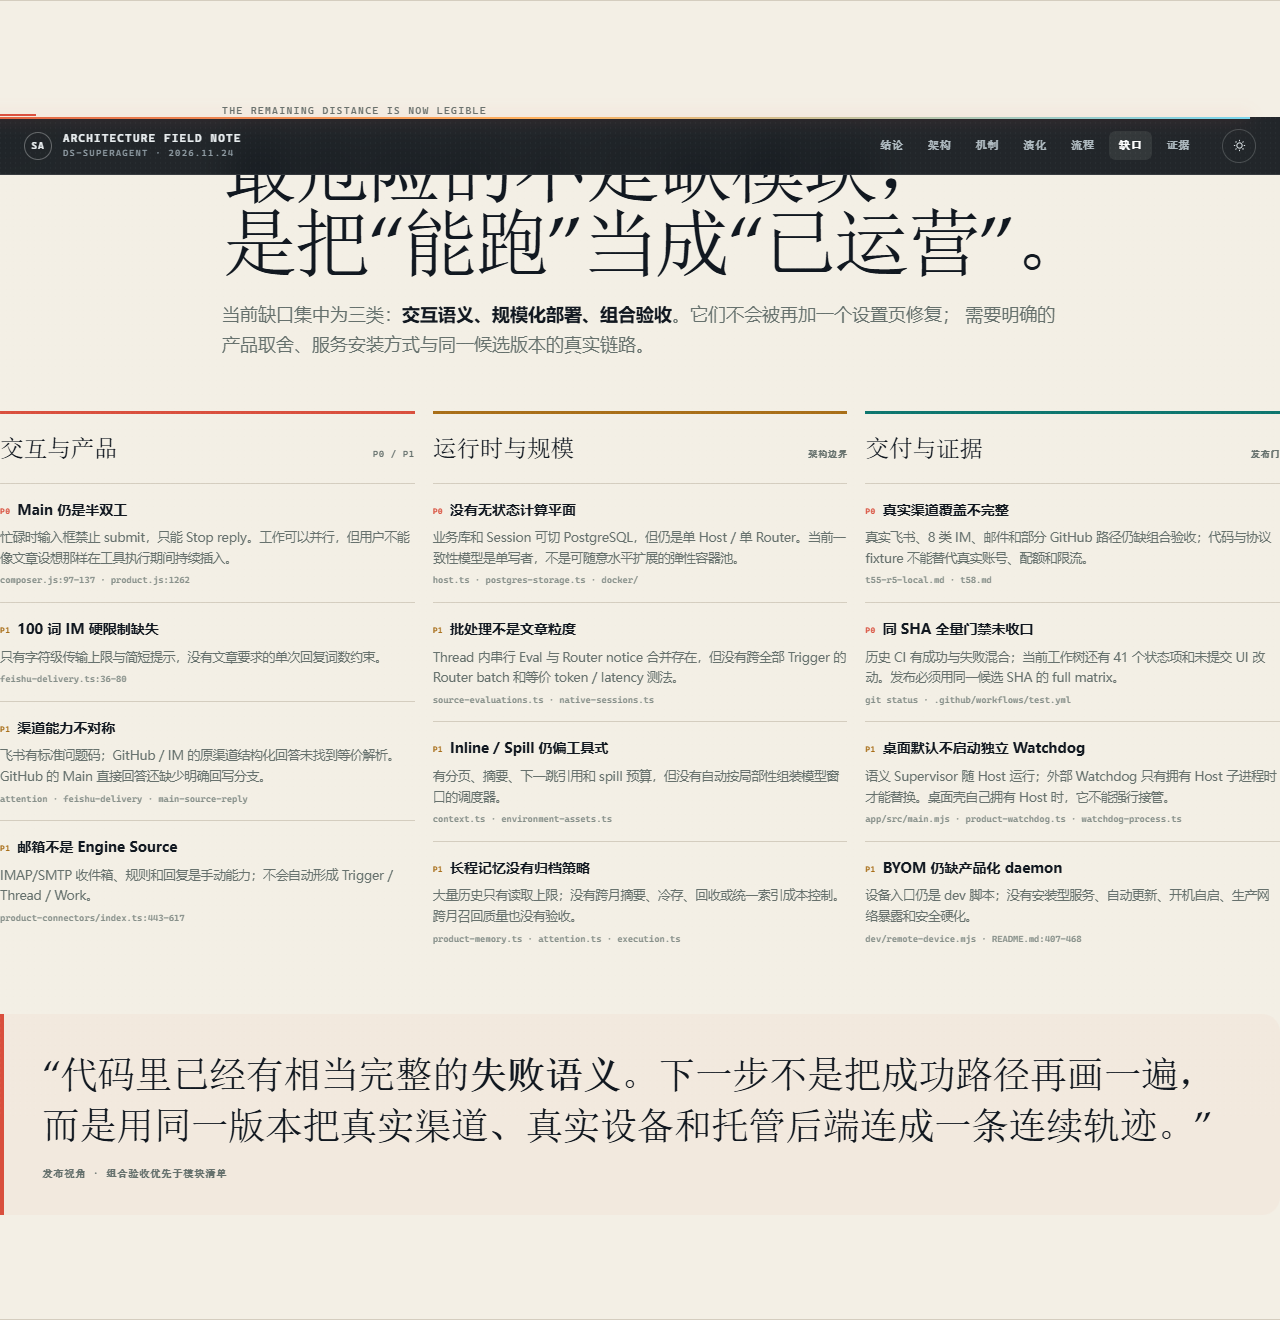 THE REMAINING DISTANCE IS NOW LEGIBLE
SA
ARCHITECTURE FIELD NOTE
DS-SUPERAGENT · 2026.11.24
结论
架构
机制
演化
流程
缺口
证据
最危险的不是缺模块，
是把“能跑”当成“已运营”。
当前缺口集中为三类：交互语义、规模化部署、组合验收。它们不会被再加一个设置页修复； 需要明确的
产品取舍、服务安装方式与同一候选版本的真实链路。
交互与产品
P0 / P1
P0 Main 仍是半双工
忙碌时输入框禁止 submit，只能 Stop reply。工作可以并行，但用户不能
像文章设想那样在工具执行期间持续插入。
composer.js:97-137 · product.js:1262
P1 100 词 IM 硬限制缺失
只有字符级传输上限与简短提示，没有文章要求的单次回复词数约束。
feishu-delivery.ts:36-80
P1 渠道能力不对称
飞书有标准问题码；GitHub / IM 的原渠道结构化回答未找到等价解析。
GitHub 的 Main 直接回答还缺少明确回写分支。
attention · feishu-delivery · main-source-reply
P1 邮箱不是 Engine Source
IMAP/SMTP 收件箱、规则和回复是手动能力；不会自动形成 Trigger /
Thread / Work。
product-connectors/index.ts:443-617
运行时与规模
架构边界
P0 没有无状态计算平面
业务库和 Session 可切 PostgreSQL，但仍是单 Host / 单 Router。当前一
致性模型是单写者，不是可随意水平扩展的弹性容器池。
host.ts · postgres-storage.ts · docker/
P1 批处理不是文章粒度
Thread 内串行 Eval 与 Router notice 合并存在，但没有跨全部 Trigger 的
Router batch 和等价 token / latency 测法。
source-evaluations.ts · native-sessions.ts
P1 Inline / Spill 仍偏工具式
有分页、摘要、下一跳引用和 spill 预算，但没有自动按局部性组装模型窗
口的调度器。
context.ts · environment-assets.ts
P1 长程记忆没有归档策略
大量历史只有读取上限；没有跨月摘要、冷存、回收或统一索引成本控制。
跨月召回质量也没有验收。
product-memory.ts · attention.ts · execution.ts
交付与证据
发布门
P0 真实渠道覆盖不完整
真实飞书、8 类 IM、邮件和部分 GitHub 路径仍缺组合验收；代码与协议
fixture 不能替代真实账号、配额和限流。
t55-r5-local.md · t58.md
P0 同 SHA 全量门禁未收口
历史 CI 有成功与失败混合；当前工作树还有 41 个状态项和未提交 UI 改
动。发布必须用同一候选 SHA 的 full matrix。
git status · .github/workflows/test.yml
P1 桌面默认不启动独立 Watchdog
语义 Supervisor 随 Host 运行；外部 Watchdog 只有拥有 Host 子进程时
才能替换。桌面壳自己拥有 Host 时，它不能强行接管。
app/src/main.mjs · product-watchdog.ts · watchdog-process.ts
P1 BYOM 仍缺产品化 daemon
设备入口仍是 dev 脚本；没有安装型服务、自动更新、开机自启、生产网
络暴露和安全硬化。
dev/remote-device.mjs · README.md:407-468
“代码里已经有相当完整的失败语义。下一步不是把成功路径再画一遍，
而是用同一版本把真实渠道、真实设备和托管后端连成一条连续轨迹。”
发布视角 · 组合验收优先于模块清单